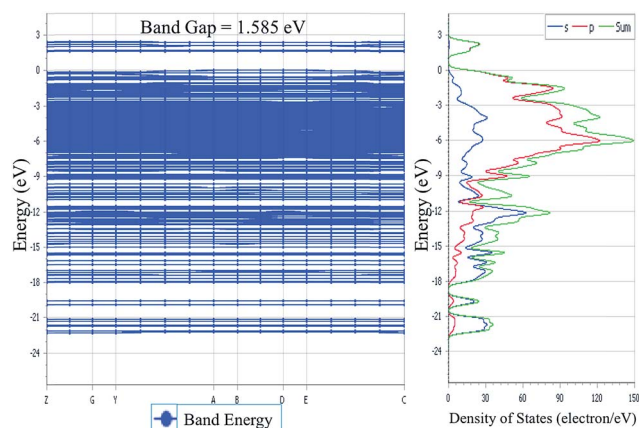 Band Gap = 1.585 eV
3
0
-3
-6
-9
-12
-15
-18
-21
-24
Energy (eV)
Z G Y A B D E C
Band Energy
s p Sum
3
0
-3
-6
-9
-12
-15
-18
-21
-24
Energy (eV)
0 30 60 90 120 150
Density of States (electron/eV)